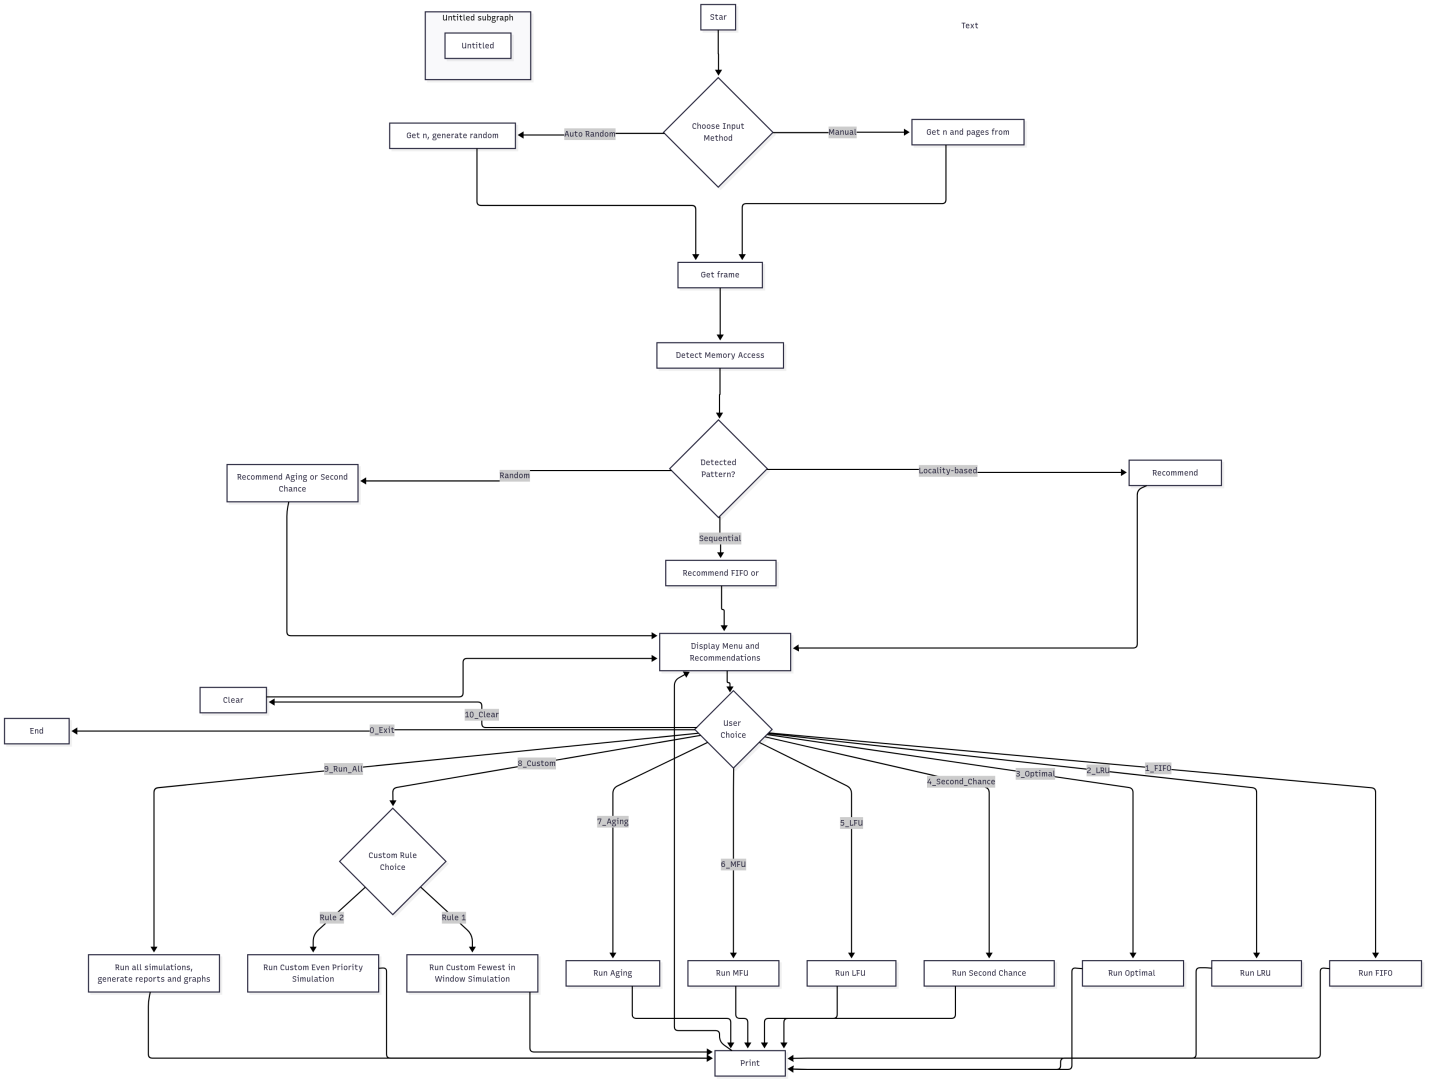 Untitled subgraph
Untitled
Star
Text
Choose Input
Method
Get n, generate random
Auto Random
Manual
Get n and pages from
Get frame
Detect Memory Access
Detected
Pattern?
Recommend Aging or Second
Chance
Random
Locality-based
Recommend
Sequential
Recommend FIFO or
Display Menu and
Recommendations
Clear
10_Clear
End
0_Exit
User
Choice
9_Run_All
8_Custom
7_Aging
6_MFU
5_LFU
4_Second_Chance
3_Optimal
2_LRU
1_FIFO
Custom Rule
Choice
Rule 2
Rule 1
Run all simulations,
generate reports and graphs
Run Custom Even Priority
Simulation
Run Custom Fewest in
Window Simulation
Run Aging
Run MFU
Run LFU
Run Second Chance
Run Optimal
Run LRU
Run FIFO
Print